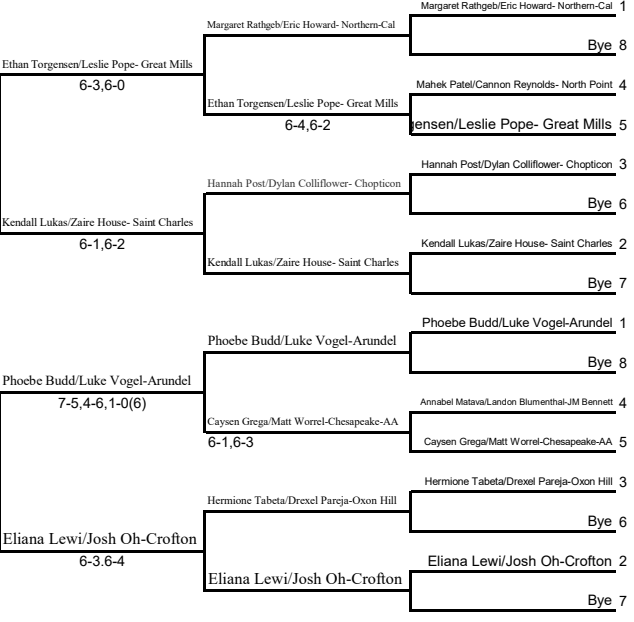 Margaret Rathgeb/Eric Howard- Northern-Cal 1
Margaret Rathgeb/Eric Howard- Northern-Cal
Bye 8
Ethan Torgensen/Leslie Pope- Great Mills
6-3,6-0
Mahek Patel/Cannon Reynolds- North Point 4
Ethan Torgensen/Leslie Pope- Great Mills
6-4,6-2
gensen/Leslie Pope- Great Mills 5
Hannah Post/Dylan Colliflower- Chopticon 3
Hannah Post/Dylan Colliflower- Chopticon
Bye 6
Kendall Lukas/Zaire House- Saint Charles
6-1,6-2
Kendall Lukas/Zaire House- Saint Charles 2
Kendall Lukas/Zaire House- Saint Charles
Bye 7
Phoebe Budd/Luke Vogel-Arundel 1
Phoebe Budd/Luke Vogel-Arundel
Bye 8
Phoebe Budd/Luke Vogel-Arundel
7-5,4-6,1-0(6)
Annabel Matava/Landon Blumenthal-JM Bennett 4
Caysen Grega/Matt Worrel-Chesapeake-AA
6-1,6-3
Caysen Grega/Matt Worrel-Chesapeake-AA 5
Hermione Tabeta/Drexel Pareja-Oxon Hill 3
Hermione Tabeta/Drexel Pareja-Oxon Hill
Bye 6
Eliana Lewi/Josh Oh-Crofton
6-3.6-4
Eliana Lewi/Josh Oh-Crofton 2
Eliana Lewi/Josh Oh-Crofton
Bye 7